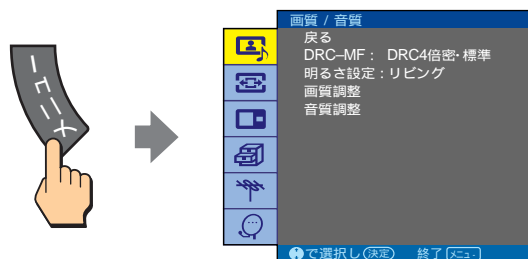 メニュー
画質 / 音質
戻る
DRC–MF : DRC4倍密･標準
明るさ設定 : リビング
画質調整
音質調整
で選択し 決定 終了 メニュー